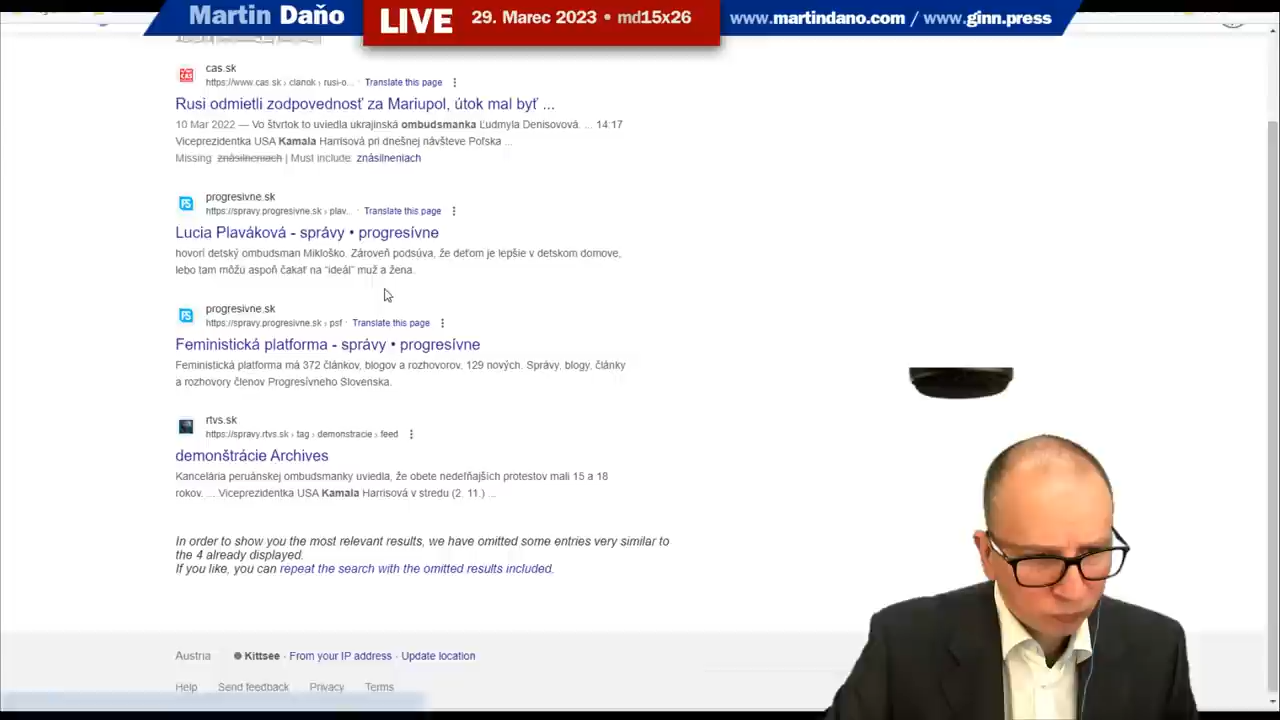 Martin Daňo
LIVE
29. Marec 2023 • md15x26
www.martindano.com / www.ginn.press
cas.sk
https://www.cas.sk › clanok › rusi-o... · Translate this page
Rusi odmietli zodpovednosť za Mariupol, útok mal byť ...
10 Mar 2022 — Vo štvrtok to uviedla ukrajinská ombudsmanka Ľudmyla Denisovová. ... 14:17
Viceprezidentka USA Kamala Harrisová pri dnešnej návšteve Poľska ...
Missing: znásilneniach | Must include: znásilneniach
progresivne.sk
https://spravy.progresivne.sk › plav... · Translate this page
Lucia Plaváková - správy • progresívne
hovorí detský ombudsman Mikloško. Zároveň podsúva, že deťom je lepšie v detskom domove,
lebo tam môžu aspoň čakať na “ideál” muž a žena.
progresivne.sk
https://spravy.progresivne.sk › psf · Translate this page
Feministická platforma - správy • progresívne
Feministická platforma má 372 článkov, blogov a rozhovorov. 129 nových. Správy, blogy, články
a rozhovory členov Progresívneho Slovenska.
rtvs.sk
https://spravy.rtvs.sk › tag › demonstracie › feed
demonštrácie Archives
Kancelária peruánskej ombudsmanky uviedla, že obete nedeľňajších protestov mali 15 a 18
rokov. ... Viceprezidentka USA Kamala Harrisová v stredu (2. 11.) ...
In order to show you the most relevant results, we have omitted some entries very similar to
the 4 already displayed.
If you like, you can repeat the search with the omitted results included.
Austria
Kittsee · From your IP address · Update location
Help Send feedback Privacy Terms